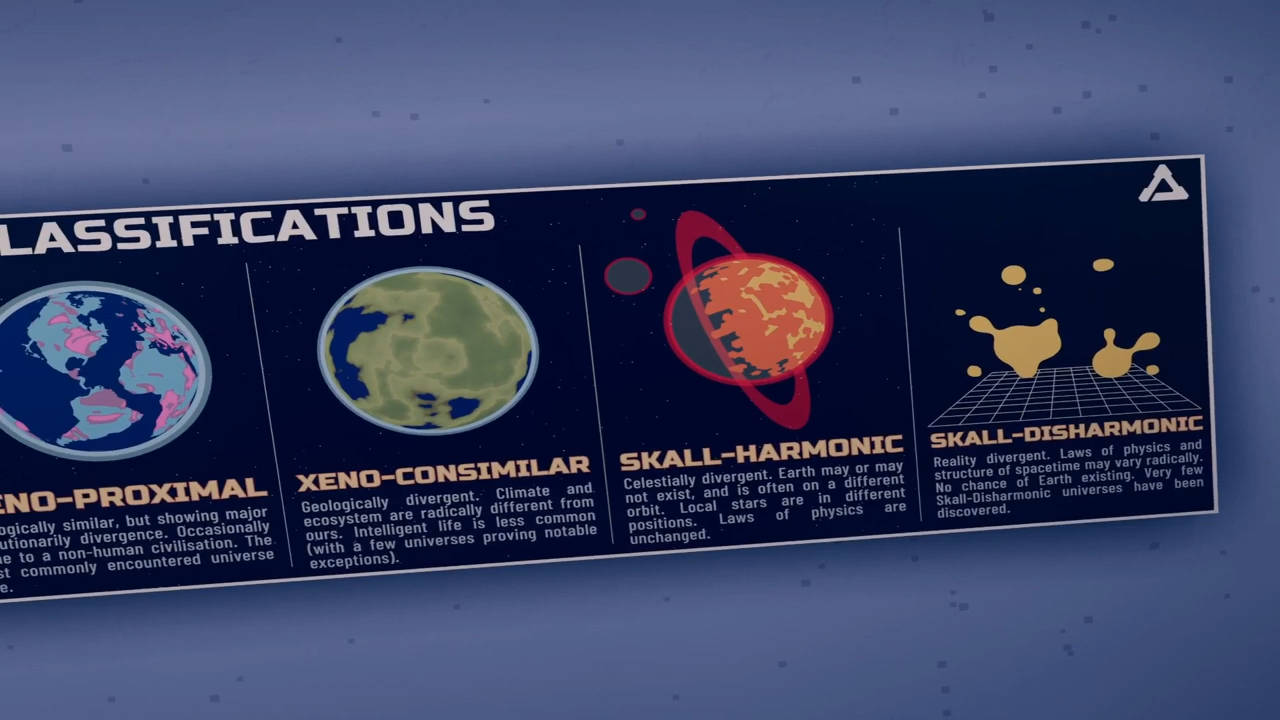 LASSIFICATIONS
ENO-PROXIMAL
ogically similar, but showing major
utionarily divergence. Occasionally
e to a non-human civilisation. The
st commonly encountered universe
e.
XENO-CONSIMILAR
Geologically divergent. Climate and
ecosystem are radically different from
ours. Intelligent life is less common
(with a few universes proving notable
exceptions).
SKALL-HARMONIC
Celestially divergent. Earth may or may
not exist, and is often on a different
orbit. Local stars are in different
positions. Laws of physics are
unchanged.
SKALL-DISHARMONIC
Reality divergent. Laws of physics and
structure of spacetime may vary radically.
No chance of Earth existing. Very few
Skall-Disharmonic universes have been
discovered.